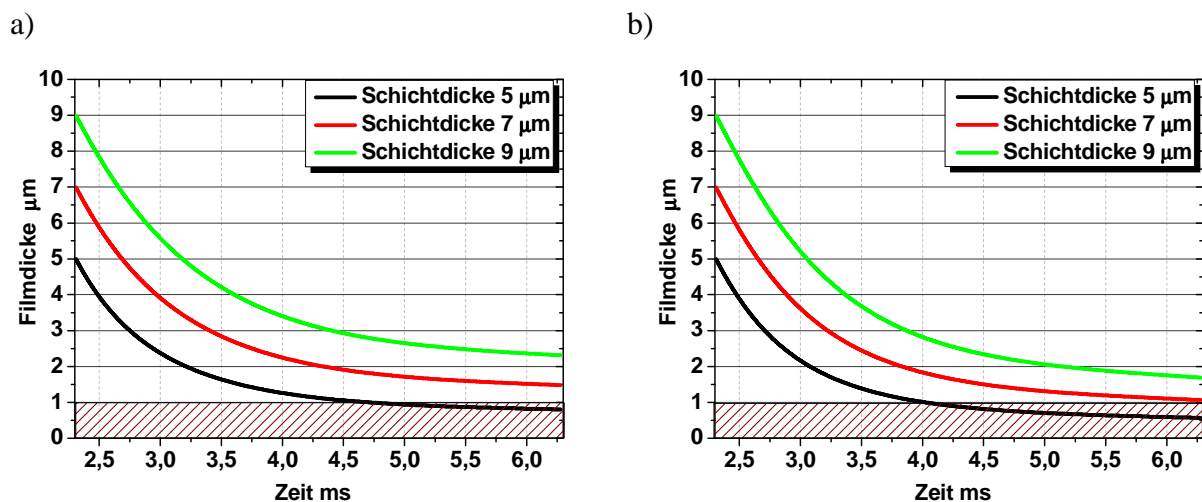 a)
10
9
8
7
6
5
4
3
2
1
0
Filmdicke μm
Schichtdicke 5 μm
Schichtdicke 7 μm
Schichtdicke 9 μm
2,5 3,0 3,5 4,0 4,5 5,0 5,5 6,0
Zeit ms
b)
10
9
8
7
6
5
4
3
2
1
0
Filmdicke μm
Schichtdicke 5 μm
Schichtdicke 7 μm
Schichtdicke 9 μm
2,5 3,0 3,5 4,0 4,5 5,0 5,5 6,0
Zeit ms